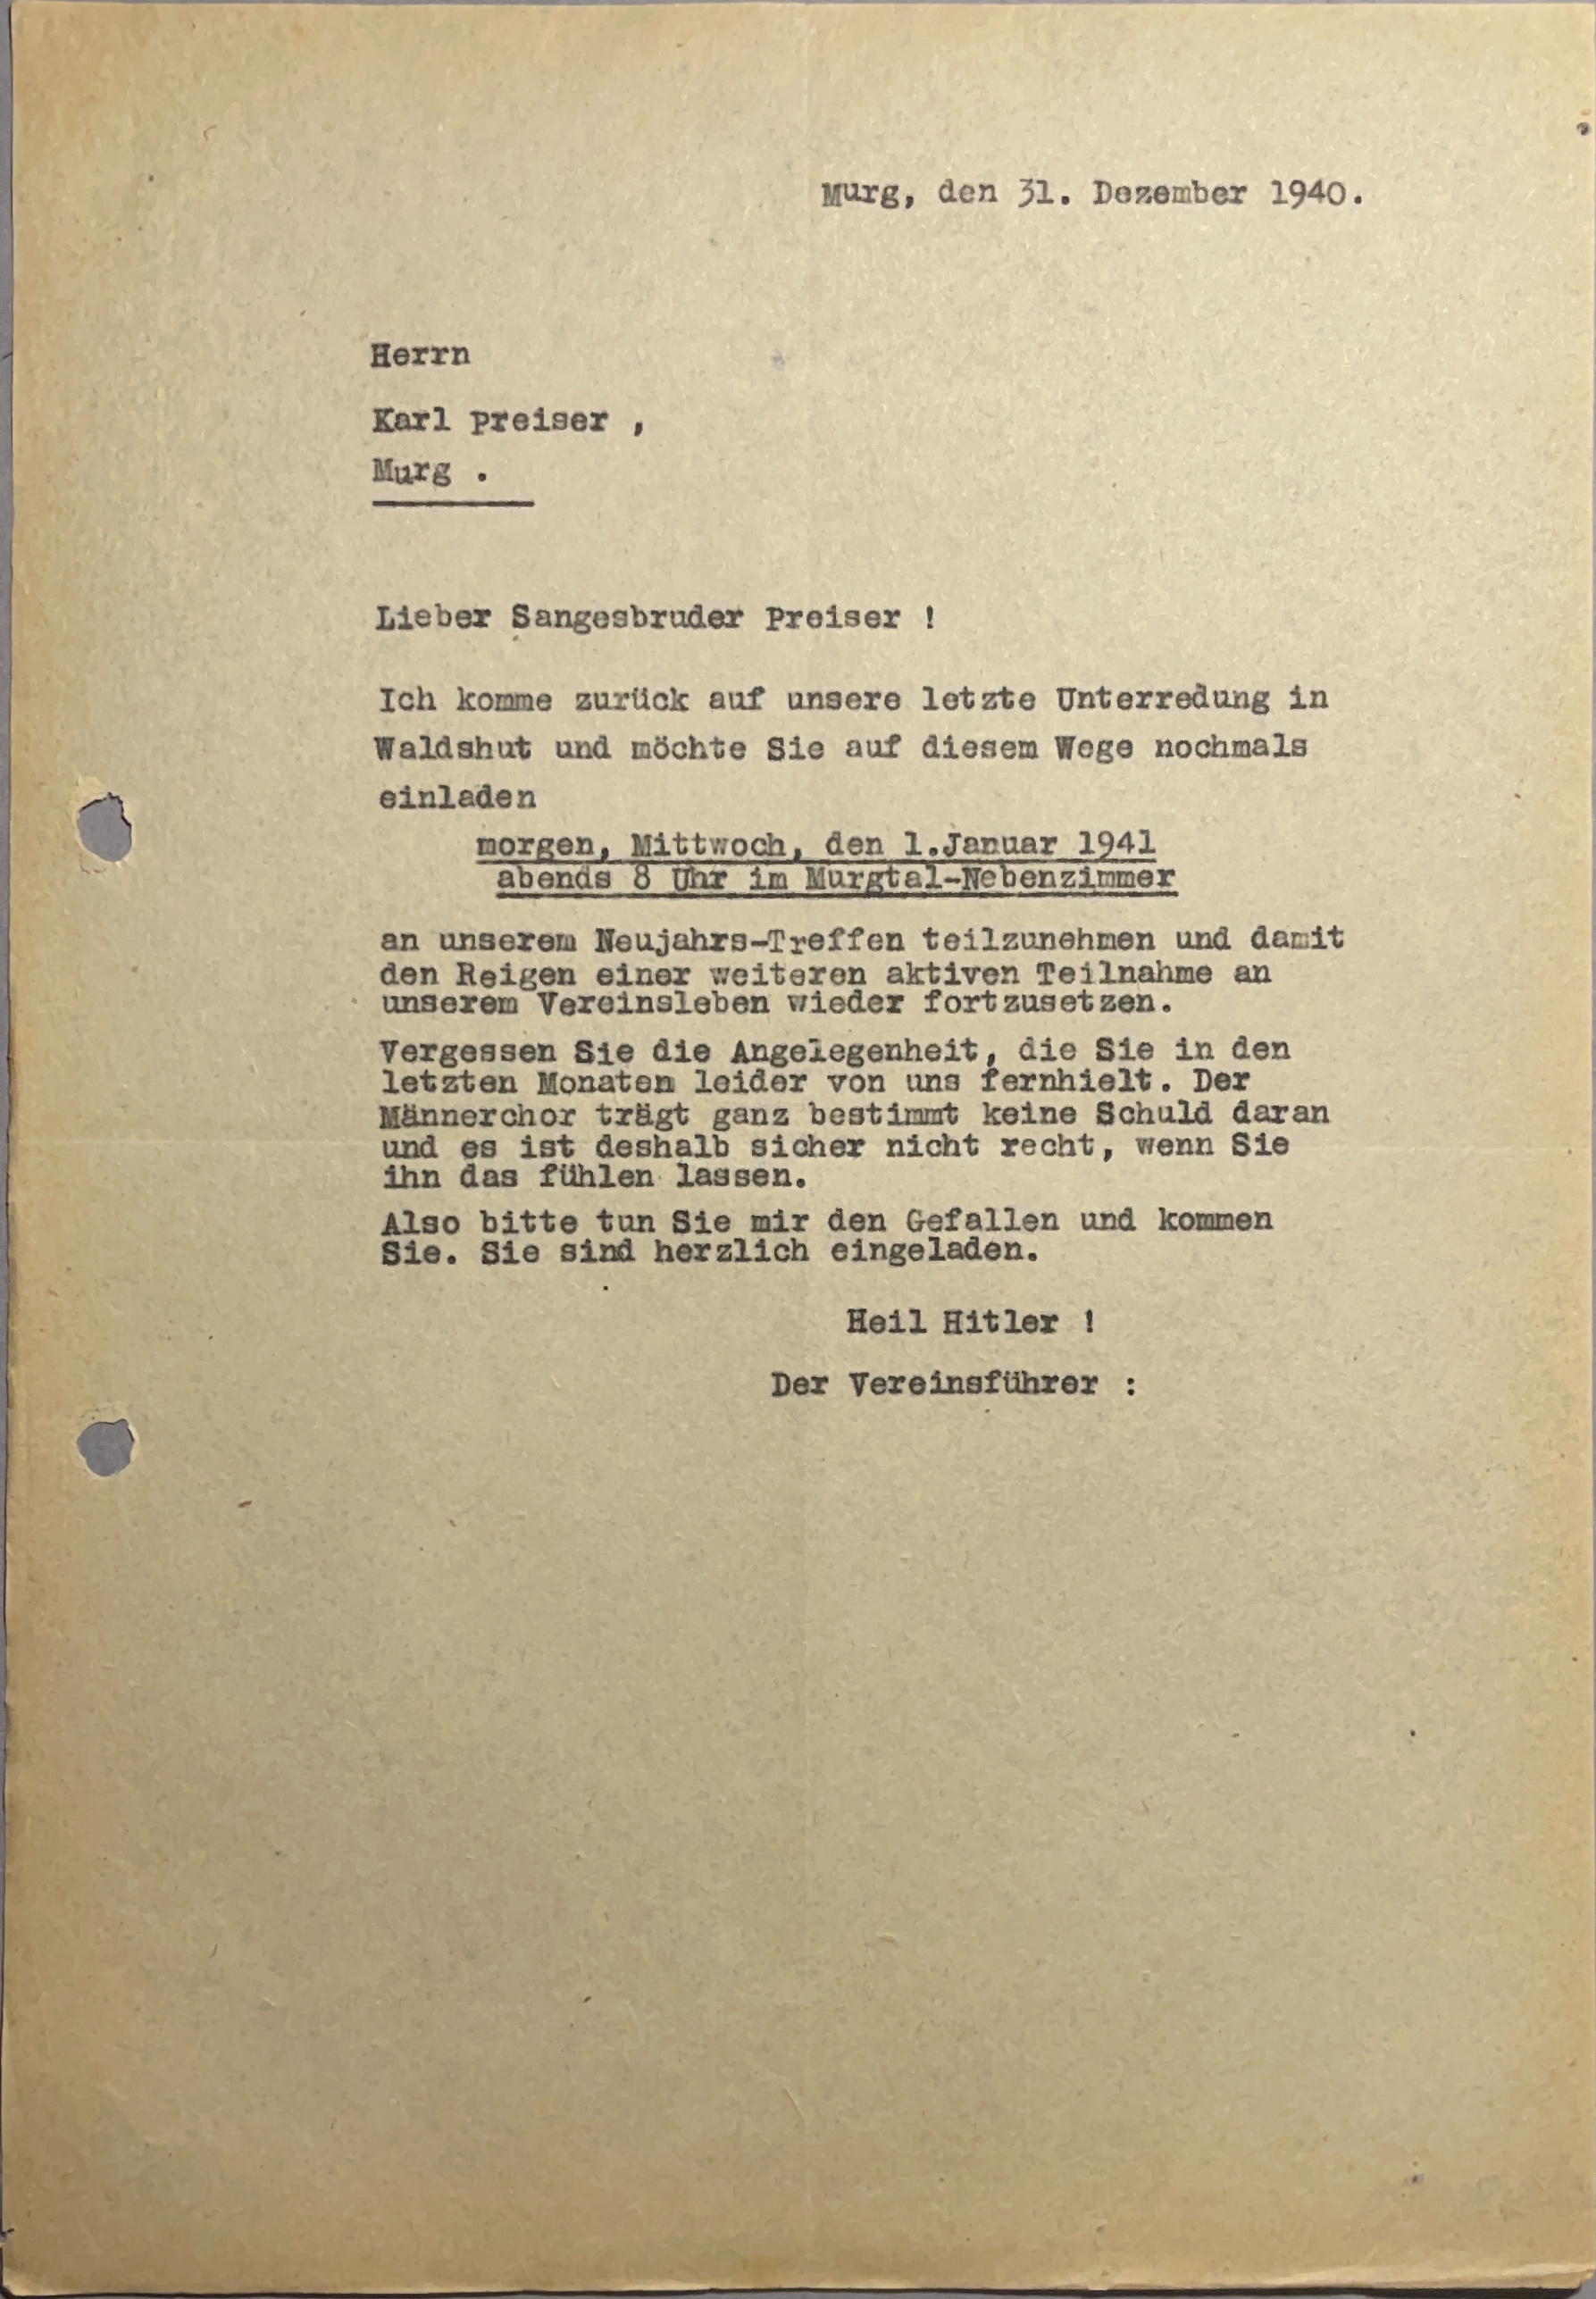 Murg, den 31. Dezember 1940.
Herrn
Karl Preiser ,
Murg .
Lieber Sangesbruder Preiser !
Ich komme zurück auf unsere letzte Unterredung in
Waldshut und möchte Sie auf diesem Wege nochmals
einladen
morgen, Mittwoch, den 1.Januar 1941
abends 8 Uhr im Murgtal-Nebenzimmer
an unserem Neujahrs-Treffen teilzunehmen und damit
den Reigen einer weiteren aktiven Teilnahme an
unserem Vereinsleben wieder fortzusetzen.
Vergessen Sie die Angelegenheit, die Sie in den
letzten Monaten leider von uns fernhielt. Der
Männerchor trägt ganz bestimmt keine Schuld daran
und es ist deshalb sicher nicht recht, wenn Sie
ihn das fühlen lassen.
Also bitte tun Sie mir den Gefallen und kommen
Sie. Sie sind herzlich eingeladen.
Heil Hitler !
Der Vereinsführer :